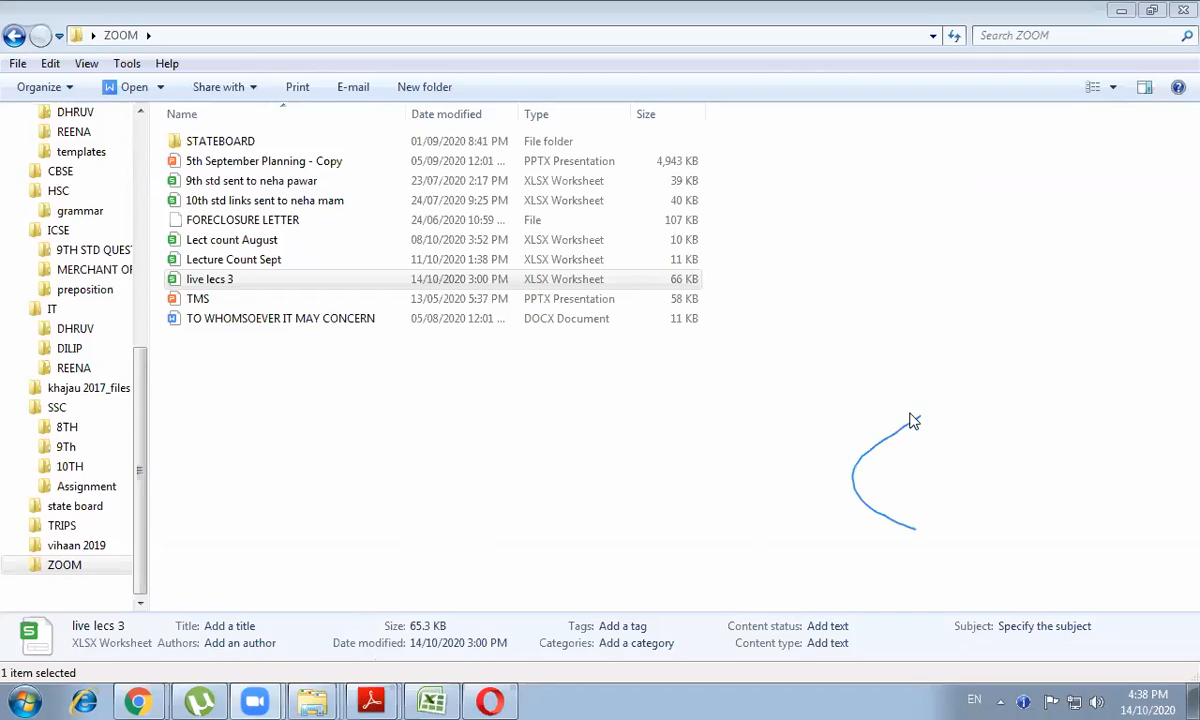 ZOOM
Search ZOOM
File Edit View Tools Help
Organize Open Share with Print E-mail New folder
Name Date modified Type Size
DHRUV
REENA
templates
CBSE
HSC
grammar
ICSE
9TH STD QUES
MERCHANT OF
preposition
IT
DHRUV
DILIP
REENA
khajau 2017_files
SSC
8TH
9Th
10TH
Assignment
state board
TRIPS
vihaan 2019
ZOOM
STATEBOARD 01/09/2020 8:41 PM File folder
5th September Planning - Copy 05/09/2020 12:01 ... PPTX Presentation 4,943 KB
9th std sent to neha pawar 23/07/2020 2:17 PM XLSX Worksheet 39 KB
10th std links sent to neha mam 24/07/2020 9:25 PM XLSX Worksheet 40 KB
FORECLOSURE LETTER 24/06/2020 10:59 ... File 107 KB
Lect count August 08/10/2020 3:52 PM XLSX Worksheet 10 KB
Lecture Count Sept 11/10/2020 1:38 PM XLSX Worksheet 11 KB
live lecs 3 14/10/2020 3:00 PM XLSX Worksheet 66 KB
TMS 13/05/2020 5:37 PM PPTX Presentation 58 KB
TO WHOMSOEVER IT MAY CONCERN 05/08/2020 12:01 ... DOCX Document 11 KB
live lecs 3 Title: Add a title Size: 65.3 KB Tags: Add a tag Content status: Add text Subject: Specify the subject
XLSX Worksheet Authors: Add an author Date modified: 14/10/2020 3:00 PM Categories: Add a category Content type: Add text
1 item selected
EN
4:38 PM
14/10/2020